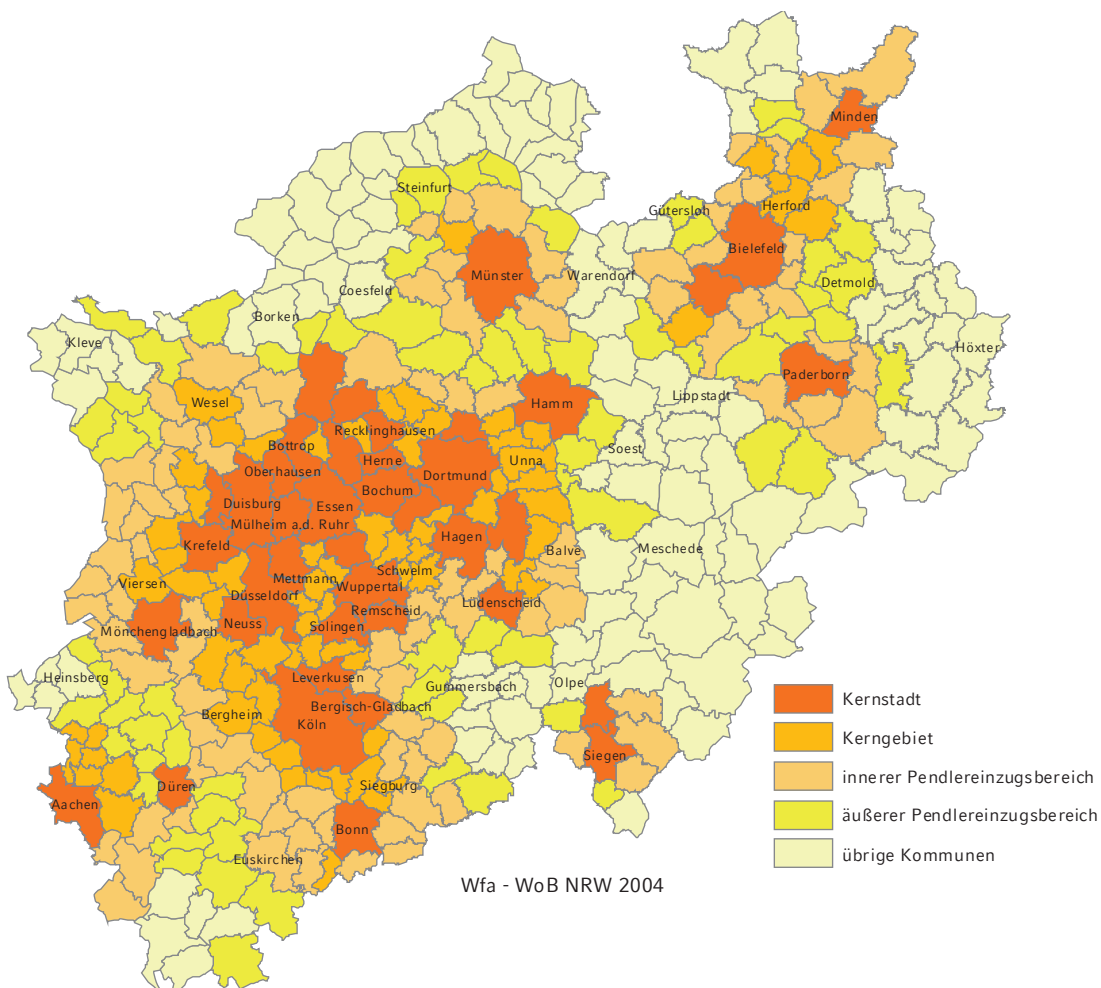 Minden
Steinfurt
Herford
Gütersloh
Bielefeld
Münster
Warendorf
Detmold
Coesfeld
Borken
Kleve
Höxter
Paderborn
Lippstadt
Wesel
Hamm
Recklinghausen
Bottrop
Soest
Herne
Unna
Oberhausen
Dortmund
Bochum
Duisburg
Essen
Mülheim a.d. Ruhr
Hagen
Krefeld
Balve
Meschede
Schwelm
Mettmann
Viersen
Wuppertal
Düsseldorf
Lüdenscheid
Remscheid
Neuss
Solingen
Mönchengladbach
Heinsberg
Leverkusen
Gummersbach
Olpe
Bergisch-Gladbach
Bergheim
Köln
Siegen
Siegburg
Düren
Aachen
Bonn
Euskirchen
Kernstadt
Kerngebiet
innerer Pendlereinzugsbereich
äußerer Pendlereinzugsbereich
übrige Kommunen
Wfa - WoB NRW 2004